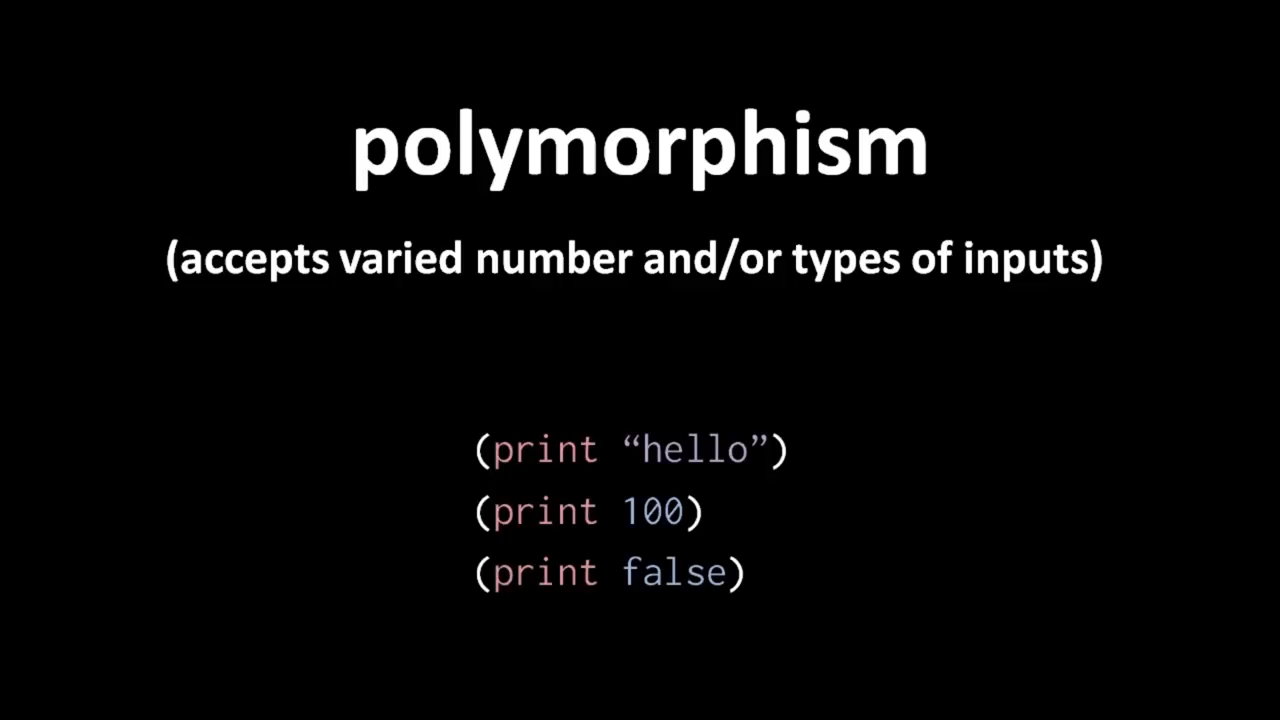 polymorphism
(accepts varied number and/or types of inputs)
(print “hello”)
(print 100)
(print false)